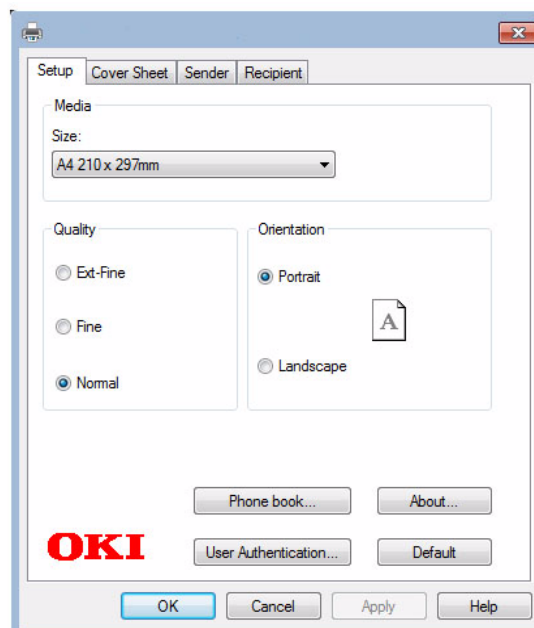 Setup Cover Sheet Sender Recipient
Media
Size:
A4 210 x 297mm
Quality
Ext-Fine
Fine
Normal
Orientation
Portrait
A
Landscape
Phone book... About...
OKI
User Authentication... Default
OK Cancel Apply Help